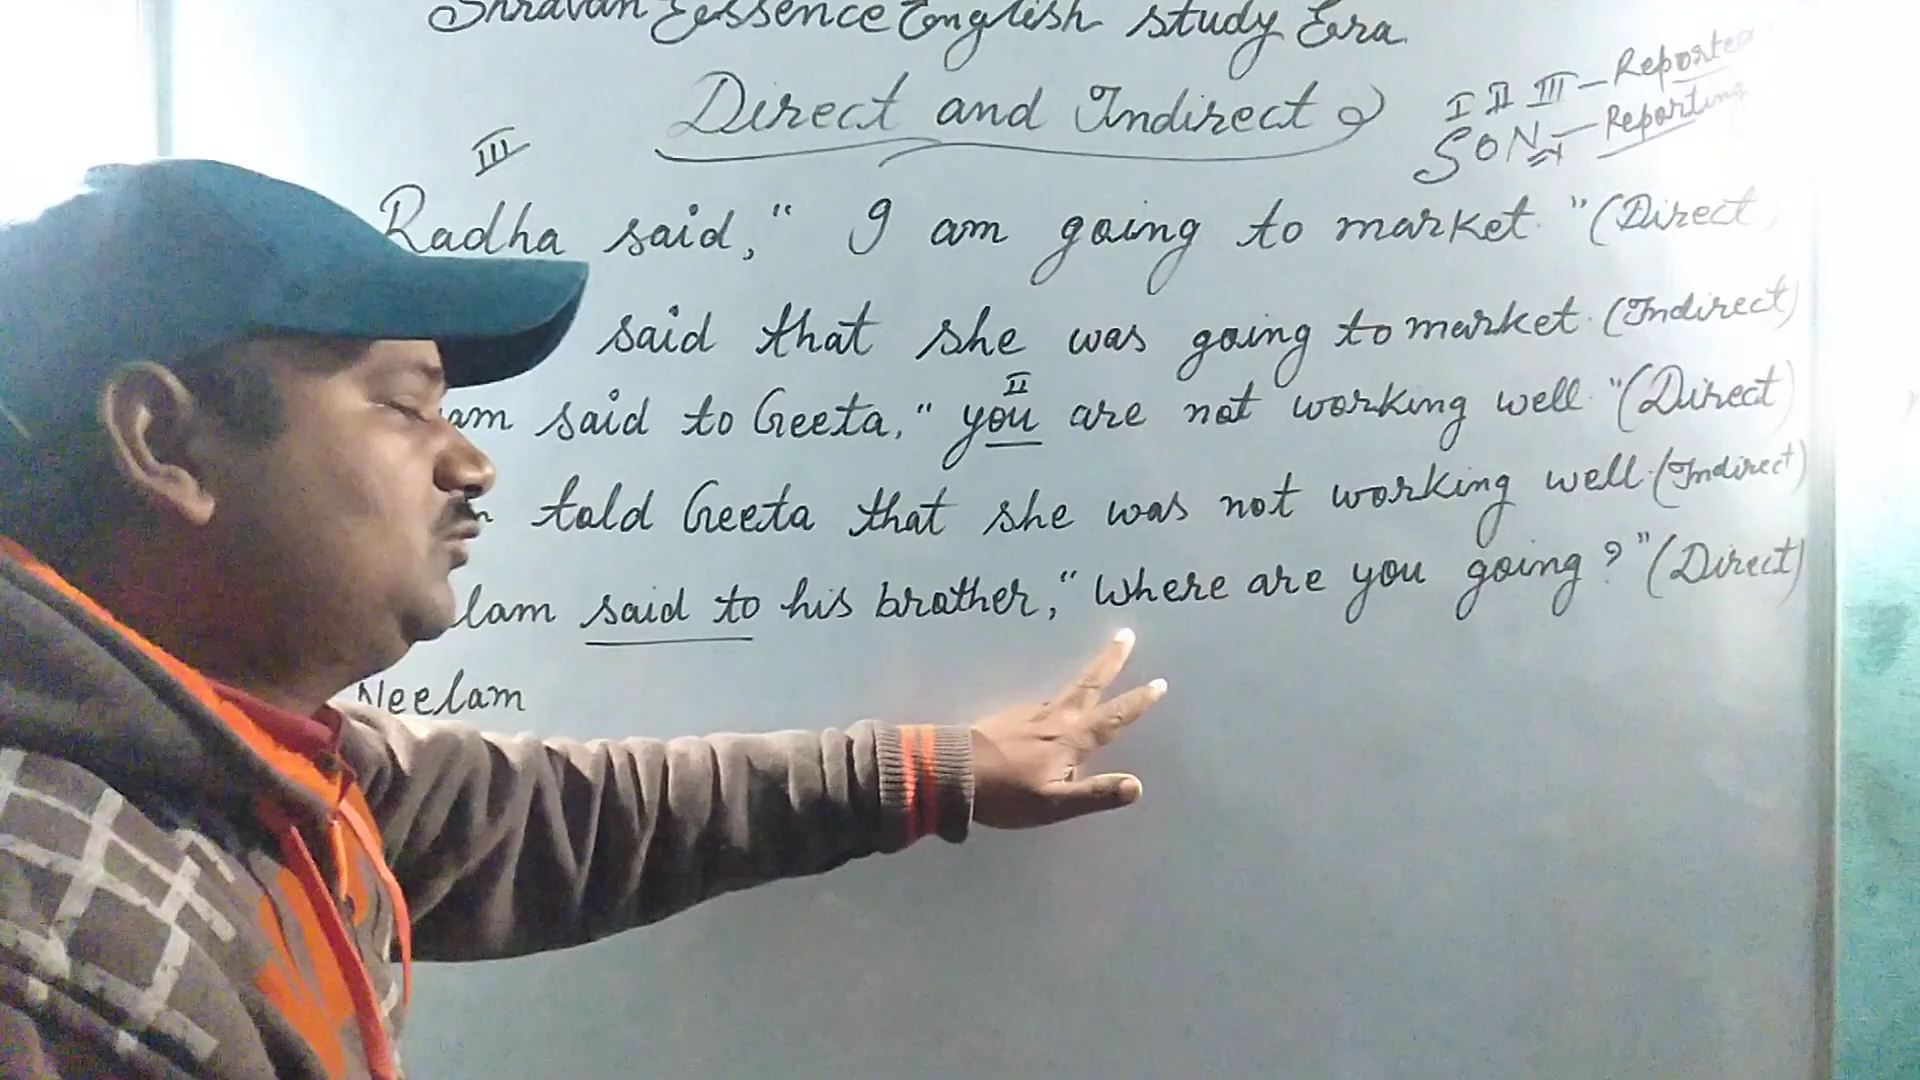 Shravan Essence English study Era
Direct and Indirect
I II III - Reported
SON - Reporting
III
Radha said, " I am going to market. " (Direct)
said that she was going to market. (Indirect)
II
said to Geeta, " you are not working well. " (Direct)
told Geeta that she was not working well. (Indirect)
lam said to his brother, " where are you going ? " (Direct)
Neelam